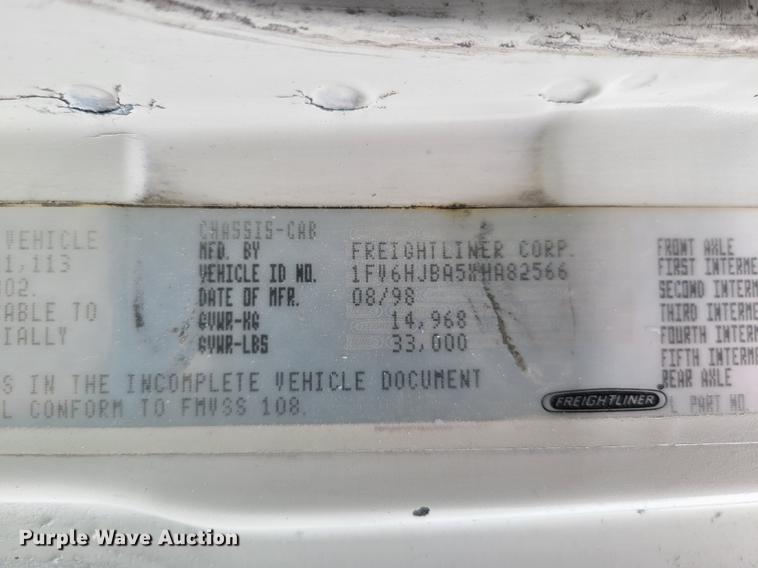 VEHICLE
1,113
02.
ABLE TO
IALLY
CHASSIS-CAB
MFD. BY FREIGHTLINER CORP.
VEHICLE ID NO. 1FV6HJBA5XHA82566
DATE OF MFR. 08/98
GVWR-KG 14,968
GVWR-LBS 33,000
S IN THE INCOMPLETE VEHICLE DOCUMENT
L CONFORM TO FMVSS 108.
FREIGHTLINER
FRONT AXLE
FIRST INTERM
SECOND INTERM
THIRD INTERME
FOURTH INTERM
FIFTH INTERME
REAR AXLE
L PART NO.
Purple Wave Auction